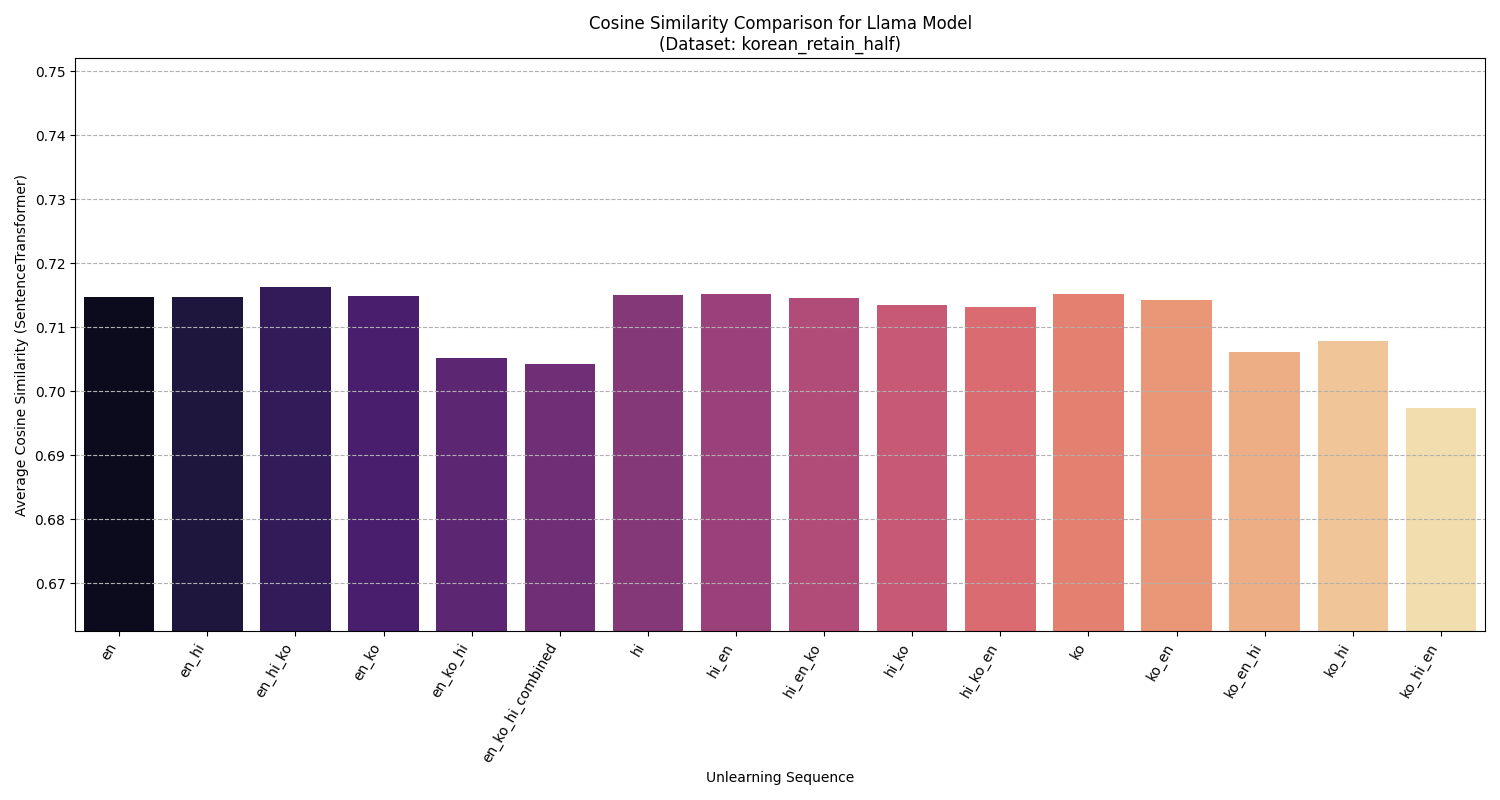 Cosine Similarity Comparison for Llama Model
(Dataset: korean_retain_half)
Average Cosine Similarity (SentenceTransformer)
0.75
0.74
0.73
0.72
0.71
0.70
0.69
0.68
0.67
en
en_hi
en_hi_ko
en_ko
en_ko_hi
en_ko_hi_combined
hi
hi_en
hi_en_ko
hi_ko
hi_ko_en
ko
ko_en
ko_en_hi
ko_hi
ko_hi_en
Unlearning Sequence